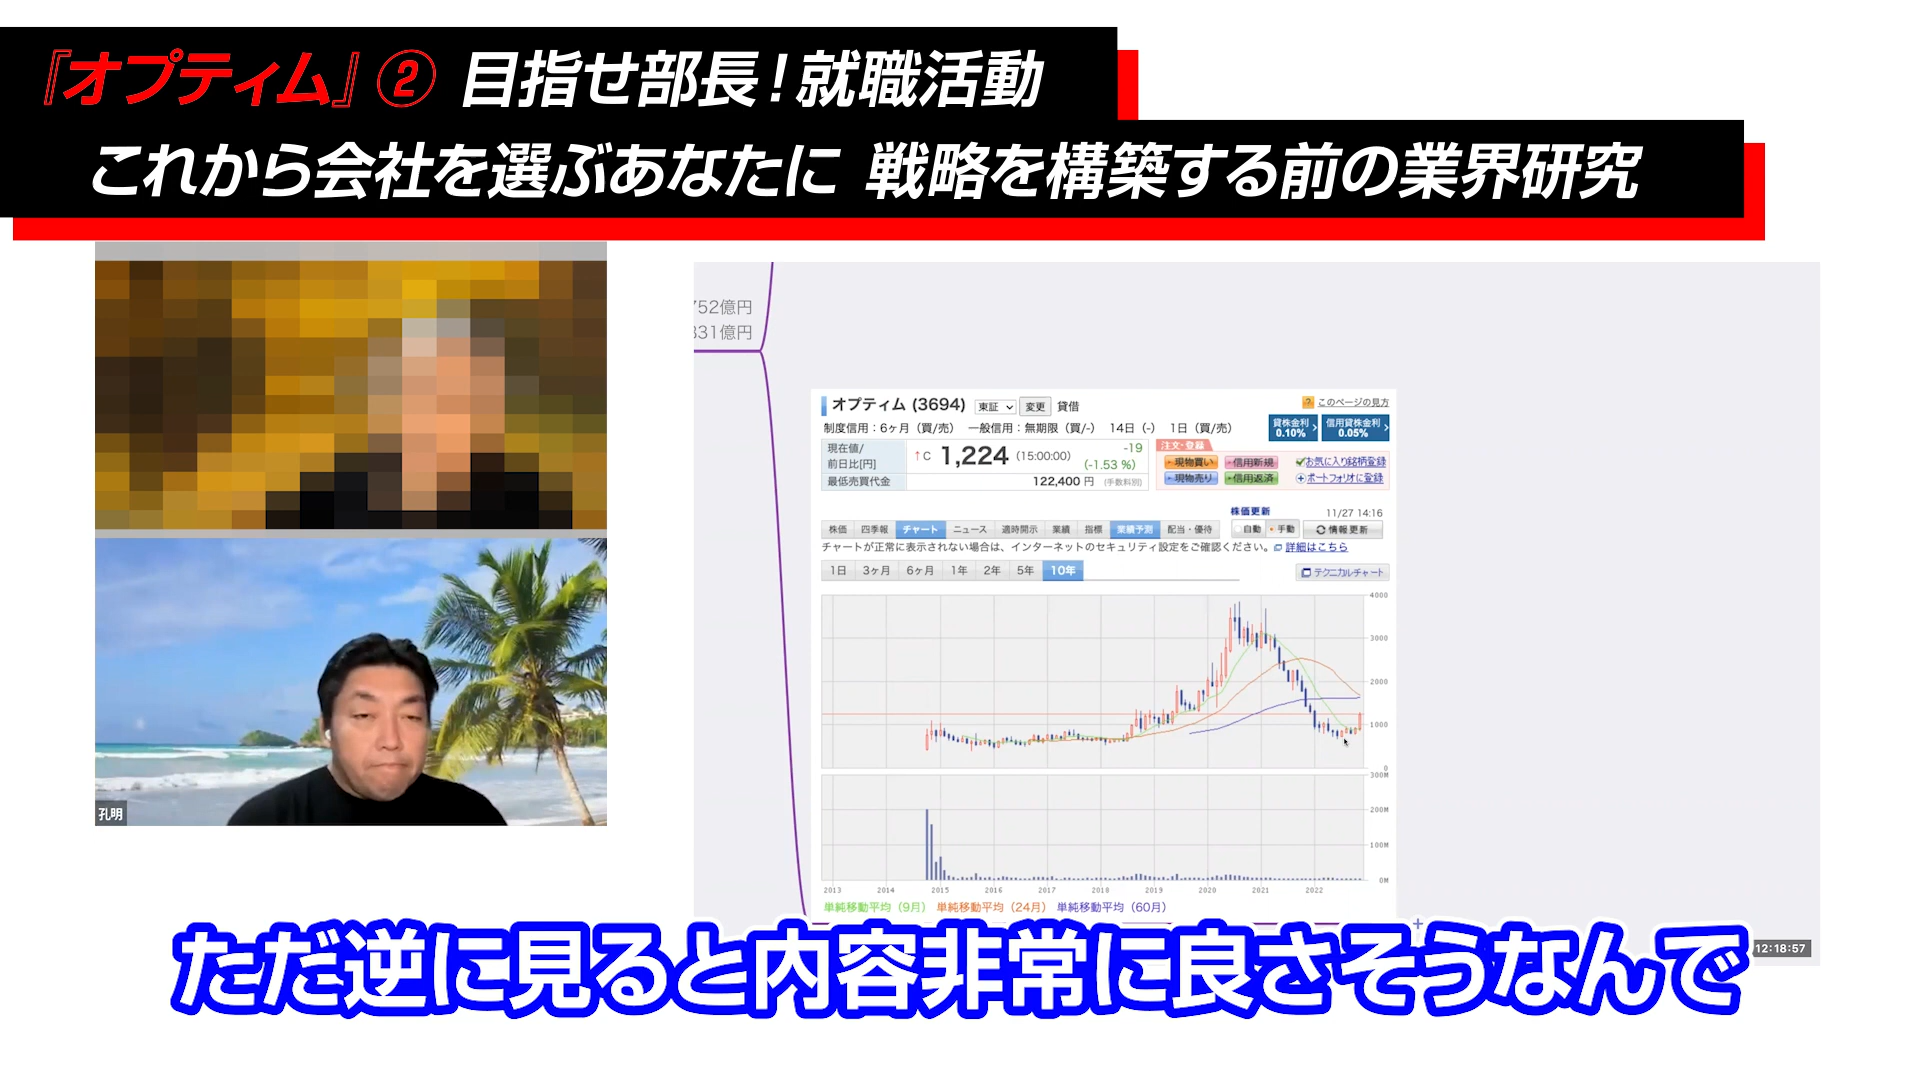 『オプティム』② 目指せ部長！就職活動
これから会社を選ぶあなたに 戦略を構築する前の業界研究
752億円
331億円
オプティム (3694) 東証 変更 貸借
このページの見方
制度信用：6ヶ月（買/売） 一般信用：無期限（買/-） 14日（-） 1日（買/売）
貸株金利 0.10%
信用貸株金利 0.05%
現在値/前日比[円]
↑C 1,224 (15:00:00)
-19
(-1.53 %)
最低売買代金 122,400 円 (手数料別)
注文・登録
現物買い 信用新規 お気に入り銘柄登録
現物売り 信用返済 ポートフォリオに登録
株価更新 11/27 14:16
自動 手動 情報更新
株価 四季報 チャート ニュース 適時開示 業績 指標 業績予測 配当・優待
チャートが正常に表示されない場合は、インターネットのセキュリティ設定をご確認ください。 詳細はこちら
1日 3ヶ月 6ヶ月 1年 2年 5年 10年
テクニカルチャート
4000
3000
2000
1000
0
300M
200M
100M
0M
2013 2014 2015 2016 2017 2018 2019 2020 2021 2022
単純移動平均（9月） 単純移動平均（24月） 単純移動平均（60月）
孔明
12:18:57
ただ逆に見ると内容非常に良さそうなんで